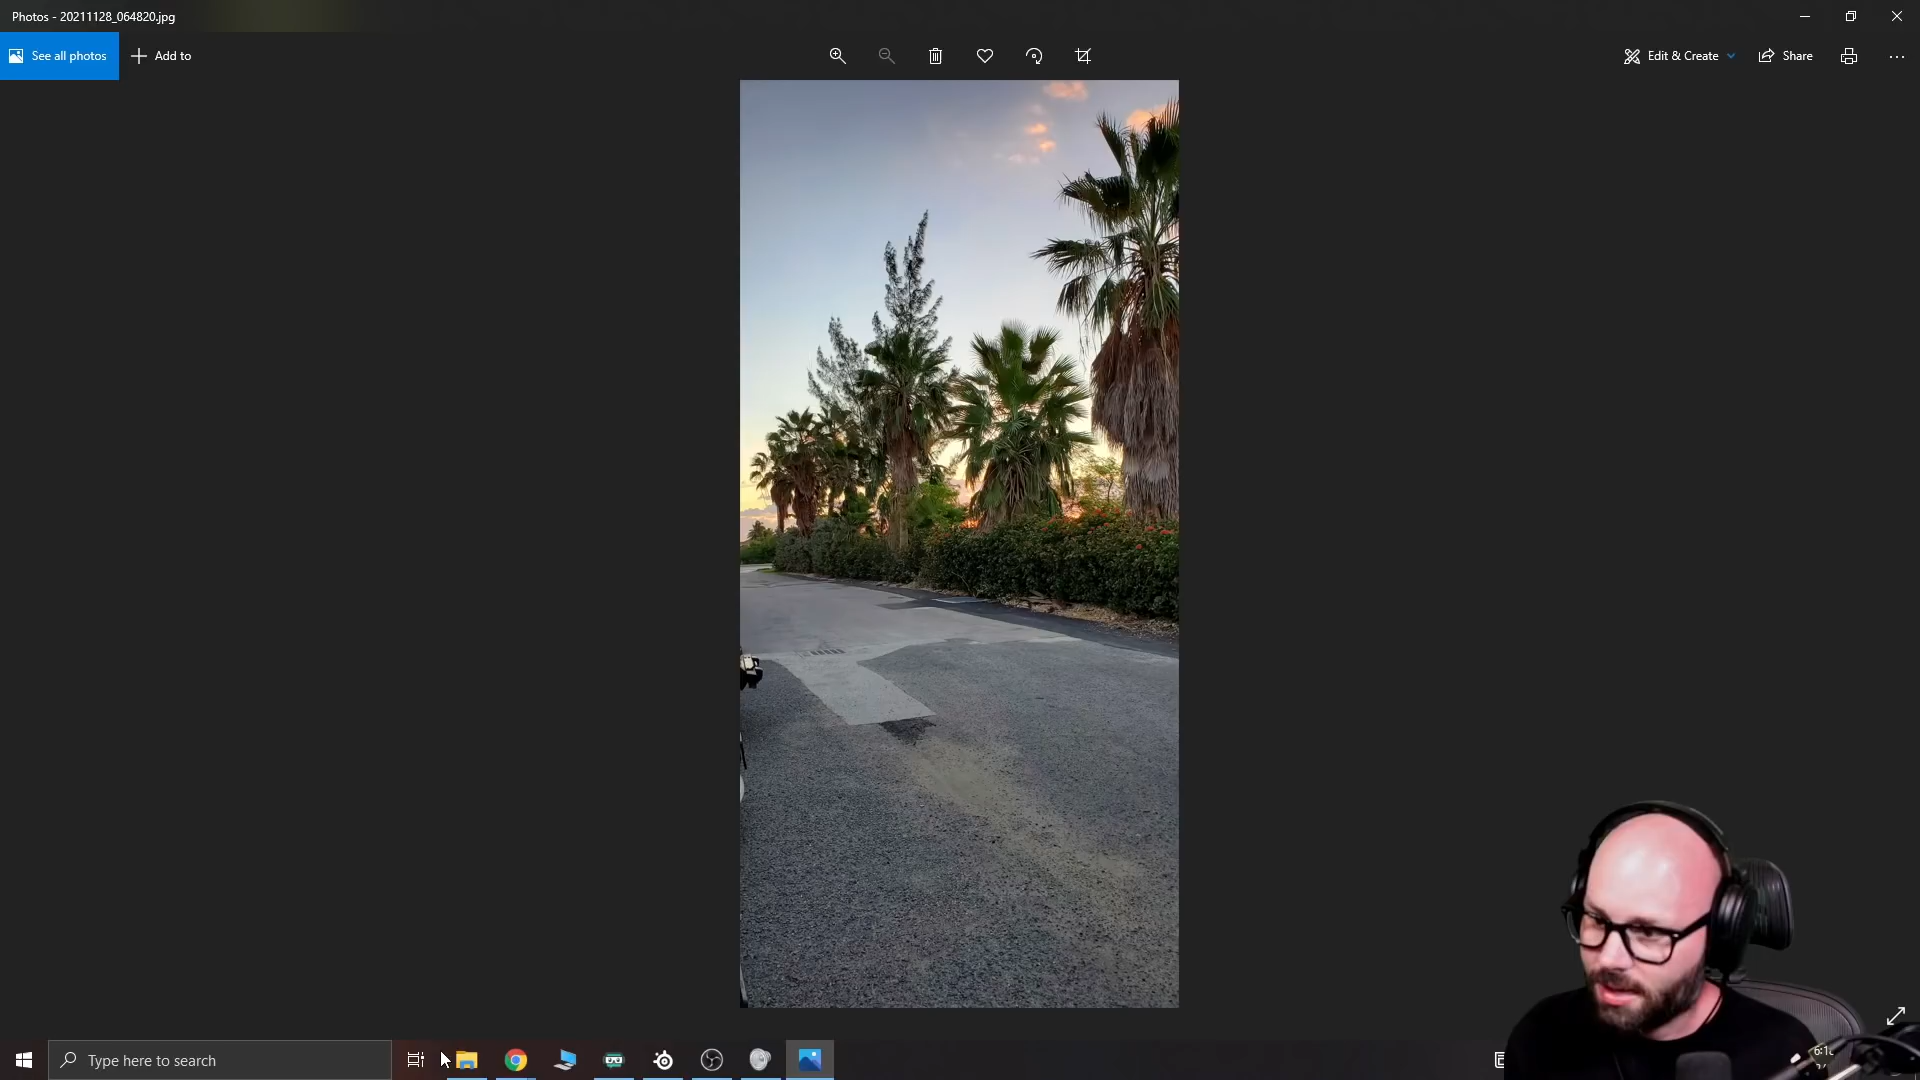 Photos - 20211128_064820.jpg
See all photos
Add to
Edit & Create
Share
Type here to search